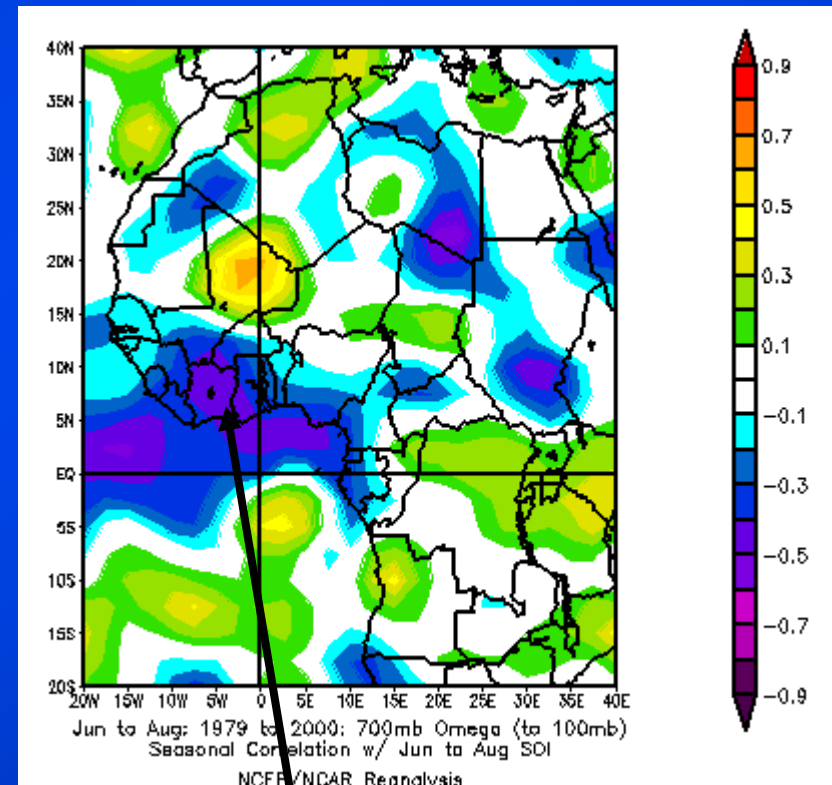 40N
35N
30N
25N
20N
15N
10N
5N
EQ
5S
10S
15S
20S
20W 15W 10W 5W 0 5E 10E 15E 20E 25E 30E 35E 40E
0.9
0.7
0.5
0.3
0.1
-0.1
-0.3
-0.5
-0.7
-0.9
Jun to Aug: 1979 to 2000: 700mb Omega (to 100mb)
Seasonal Correlation w/ Jun to Aug SOI
NCEP/NCAR Reanalysis